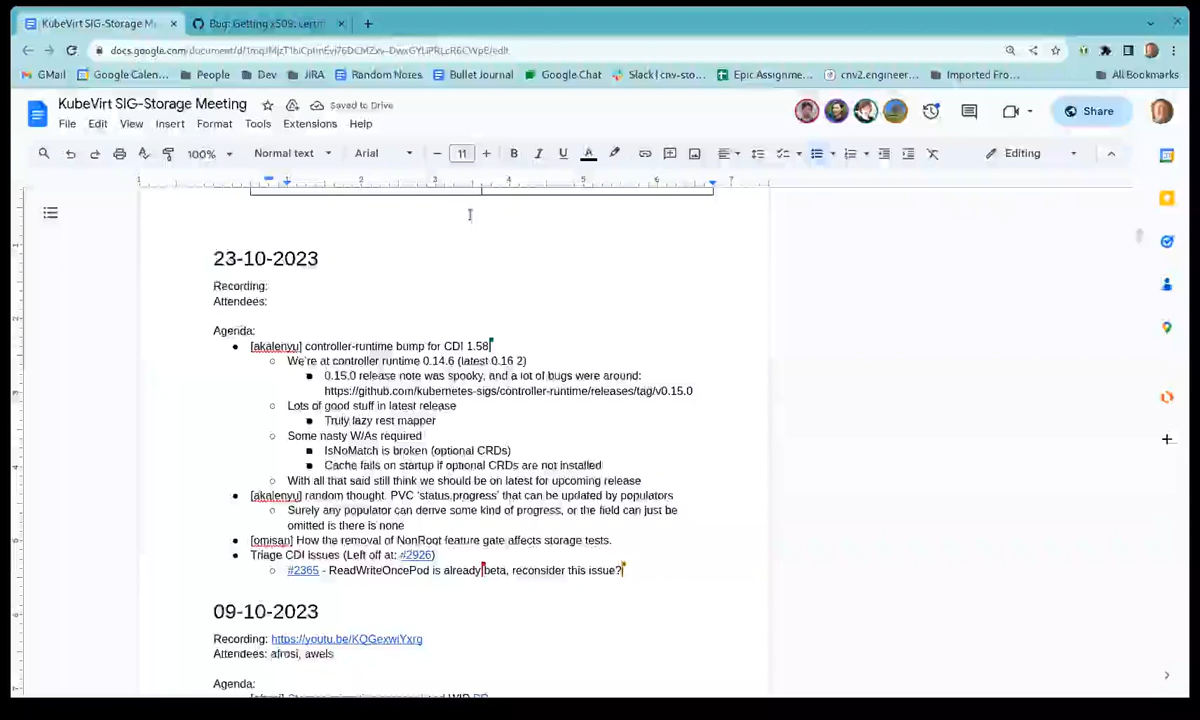 KubeVirt SIG-Storage M
Bug: Getting x509: certif
docs.google.com/document/d/
GMail
Google Calen...
People
Dev
JIRA
Random Notes
Bullet Journal
Google Chat
Slack | cnv-sto...
Epic Assignme...
cnv2.engineer...
Imported Fro...
All Bookmarks
KubeVirt SIG-Storage Meeting
Saved to Drive
File Edit View Insert Format Tools Extensions Help
Share
100%
Normal text
Arial
11
Editing
1 1 2 3 4 5 6 7
23-10-2023
Recording:
Attendees:
Agenda:
[akalenyu] controller-runtime bump for CDI 1.58
We're at controller runtime 0.14.6 (latest 0.16.2)
0.15.0 release note was spooky, and a lot of bugs were around:
https://github.com/kubernetes-sigs/controller-runtime/releases/tag/v0.15.0
Lots of good stuff in latest release
Truly lazy rest mapper
Some nasty W/As required
IsNoMatch is broken (optional CRDs)
Cache fails on startup if optional CRDs are not installed
With all that said still think we should be on latest for upcoming release
[akalenyu] random thought. PVC 'status.progress' that can be updated by populators
Surely any populator can derive some kind of progress, or the field can just be
omitted is there is none
[omisan] How the removal of NonRoot feature gate affects storage tests.
Triage CDI issues (Left off at: #2926)
#2365 - ReadWriteOncePod is already beta, reconsider this issue?
09-10-2023
Recording: https://youtu.be/KQGexwiYxrg
Attendees: afrosi, awels
Agenda: